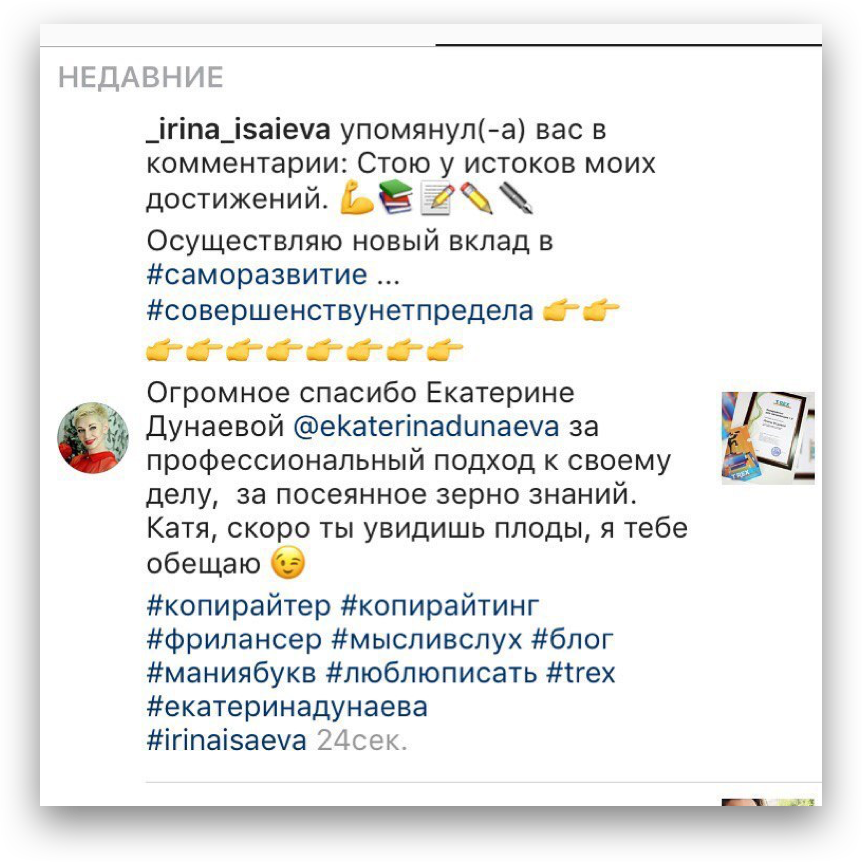 НЕДАВНИЕ
_irina_isaieva упомянул(-а) вас в
комментарии: Стою у истоков моих
достижений. 💪📚📝✏️✒️
Осуществляю новый вклад в
#саморазвитие ...
#совершенствунетпредела 👉👉
👉👉👉👉👉👉👉👉
Огромное спасибо Екатерине
Дунаевой @ekaterinadunaeva за
профессиональный подход к своему
делу,  за посеянное зерно знаний.
Катя, скоро ты увидишь плоды, я тебе
обещаю 😉
#копирайтер #копирайтинг
#фрилансер #мысливслух #блог
#маниябукв #люблюписать #trex
#екатеринадунаева
#irinaisaeva 24сек.
T-REX